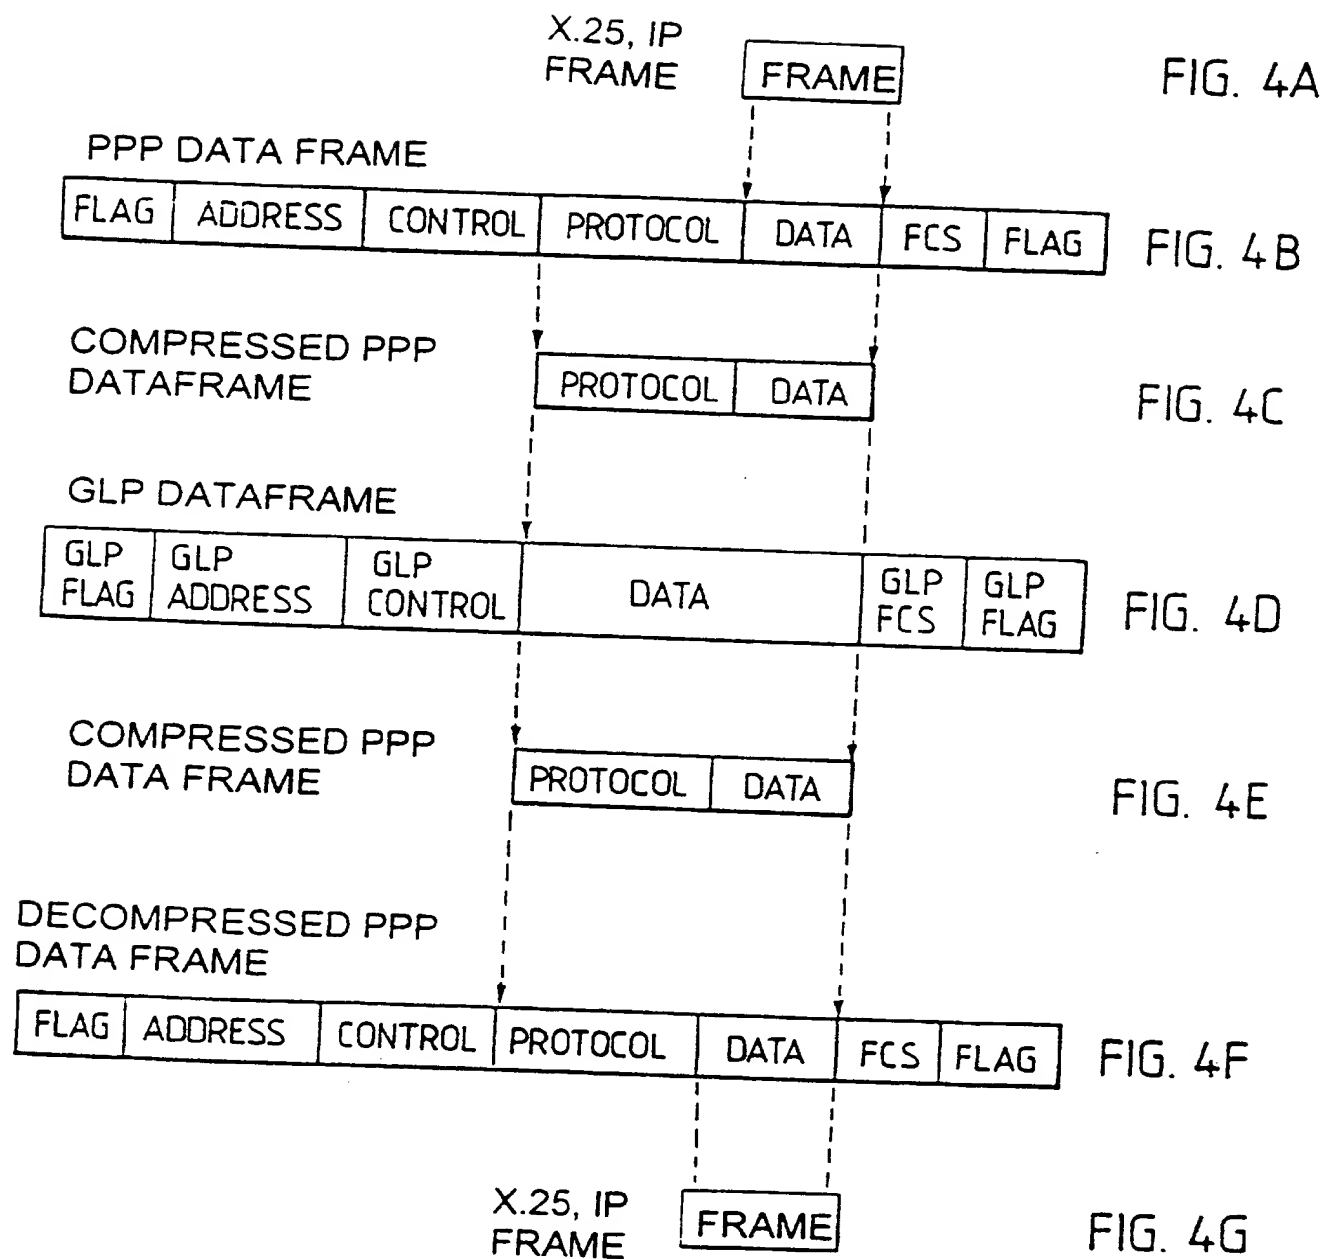 X.25, IP
FRAME
FRAME
FIG. 4A
PPP DATA FRAME
FLAG ADDRESS CONTROL PROTOCOL DATA FCS FLAG
FIG. 4B
COMPRESSED PPP
DATAFRAME
PROTOCOL DATA
FIG. 4C
GLP DATAFRAME
GLP FLAG GLP ADDRESS GLP CONTROL DATA GLP FCS GLP FLAG
FIG. 4D
COMPRESSED PPP
DATA FRAME
PROTOCOL DATA
FIG. 4E
DECOMPRESSED PPP
DATA FRAME
FLAG ADDRESS CONTROL PROTOCOL DATA FCS FLAG
FIG. 4F
X.25, IP
FRAME
FRAME
FIG. 4G